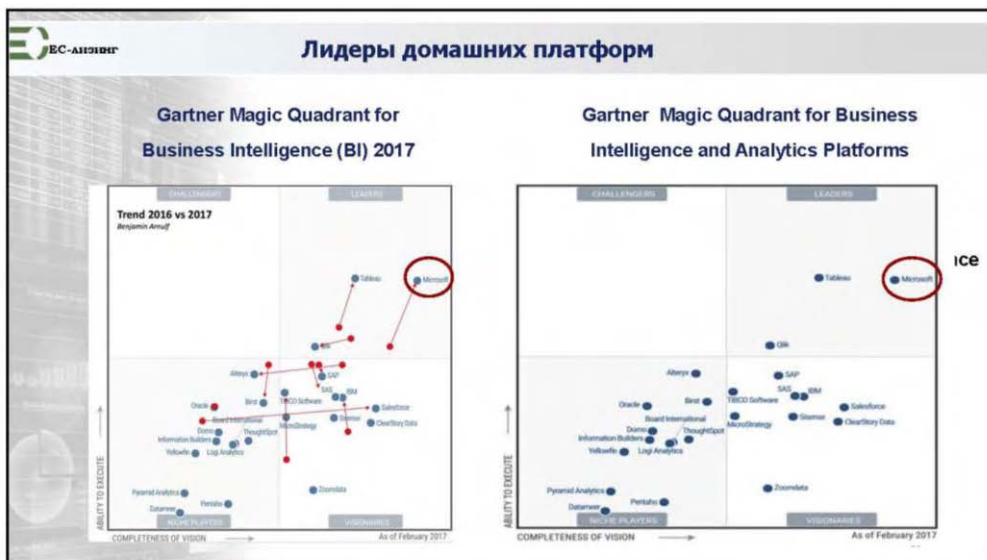 ЕС-лизинг
Лидеры домашних платформ
Gartner Magic Quadrant for
Business Intelligence (BI) 2017
CHALLENGERS
LEADERS
Trend 2016 vs 2017
Benjamin Arnulf
Tableau
Microsoft
Qlik
Alteryx
SAP
SAS
IBM
Oracle
Birst
TIBCO Software
Salesforce
Board International
MicroStrategy
Sisense
ClearStory Data
Domo
ThoughtSpot
Information Builders
Yellowfin
Logi Analytics
Pyramid Analytics
Pentaho
Zoomdata
Datameer
NICHE PLAYERS
VISIONARIES
ABILITY TO EXECUTE
COMPLETENESS OF VISION
As of February 2017
Gartner Magic Quadrant for Business
Intelligence and Analytics Platforms
CHALLENGERS
LEADERS
Tableau
Microsoft
Qlik
Alteryx
SAP
SAS
IBM
Oracle
Birst
TIBCO Software
Salesforce
Board International
MicroStrategy
Sisense
ClearStory Data
Domo
ThoughtSpot
Information Builders
Yellowfin
Logi Analytics
Pyramid Analytics
Pentaho
Zoomdata
Datameer
NICHE PLAYERS
VISIONARIES
ABILITY TO EXECUTE
COMPLETENESS OF VISION
As of February 2017